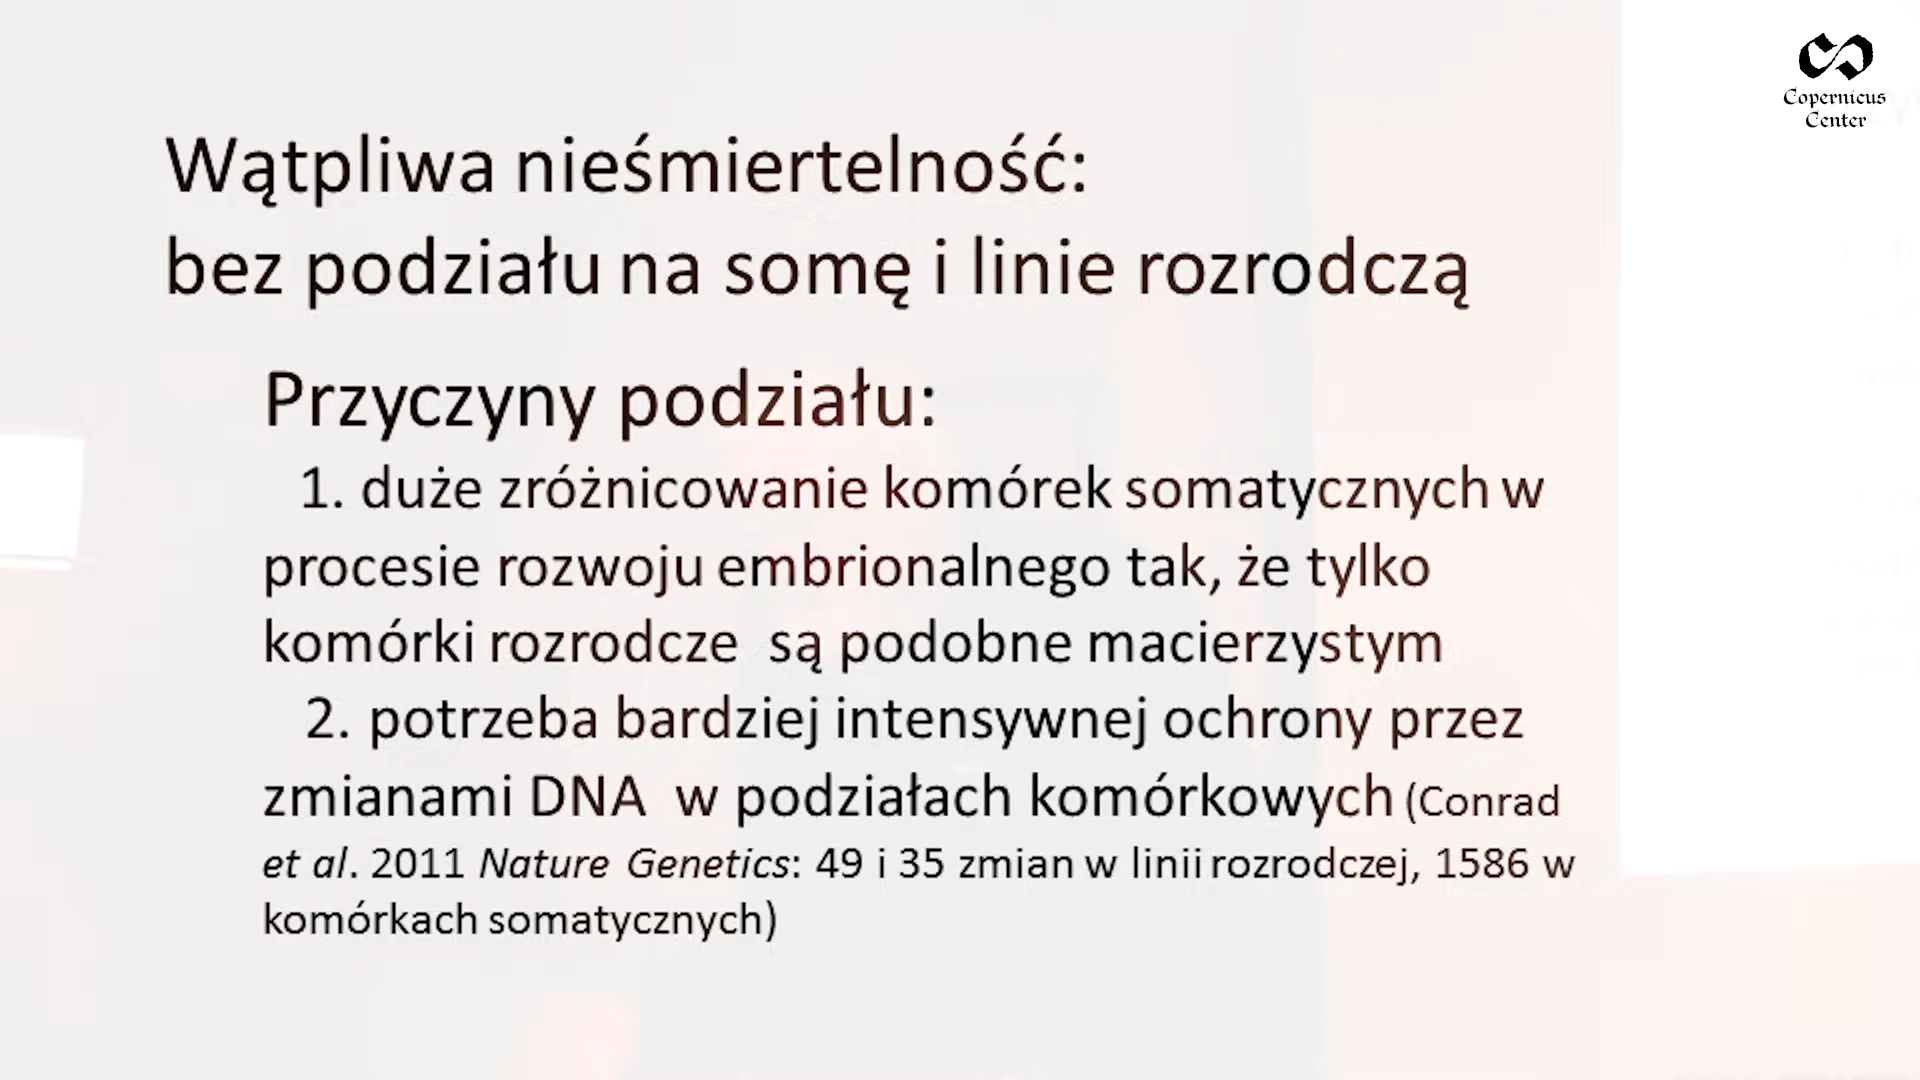 Copernicus
Center
Wątpliwa nieśmiertelność:
bez podziału na somę i linie rozrodczą
Przyczyny podziału:
1. duże zróżnicowanie komórek somatycznych w
procesie rozwoju embrionalnego tak, że tylko
komórki rozrodcze są podobne macierzystym
2. potrzeba bardziej intensywnej ochrony przez
zmianami DNA w podziałach komórkowych (Conrad
et al. 2011 Nature Genetics: 49 i 35 zmian w linii rozrodczej, 1586 w
komórkach somatycznych)